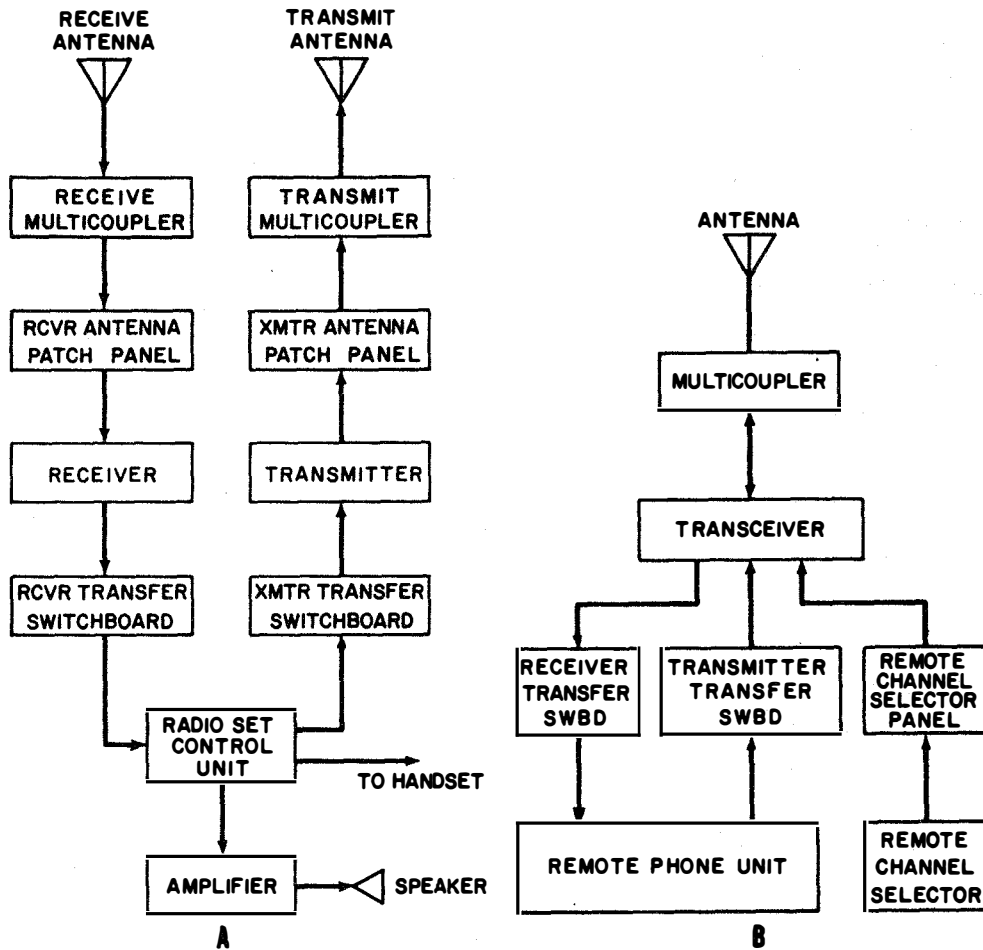 RECEIVE
ANTENNA
TRANSMIT
ANTENNA
RECEIVE
MULTICOUPLER
TRANSMIT
MULTICOUPLER
RCVR ANTENNA
PATCH PANEL
XMTR ANTENNA
PATCH PANEL
RECEIVER
TRANSMITTER
RCVR TRANSFER
SWITCHBOARD
XMTR TRANSFER
SWITCHBOARD
RADIO SET
CONTROL
UNIT
TO HANDSET
AMPLIFIER
SPEAKER
A
ANTENNA
MULTICOUPLER
TRANSCEIVER
RECEIVER
TRANSFER
SWBD
TRANSMITTER
TRANSFER
SWBD
REMOTE
CHANNEL
SELECTOR
PANEL
REMOTE PHONE UNIT
REMOTE
CHANNEL
SELECTOR
B